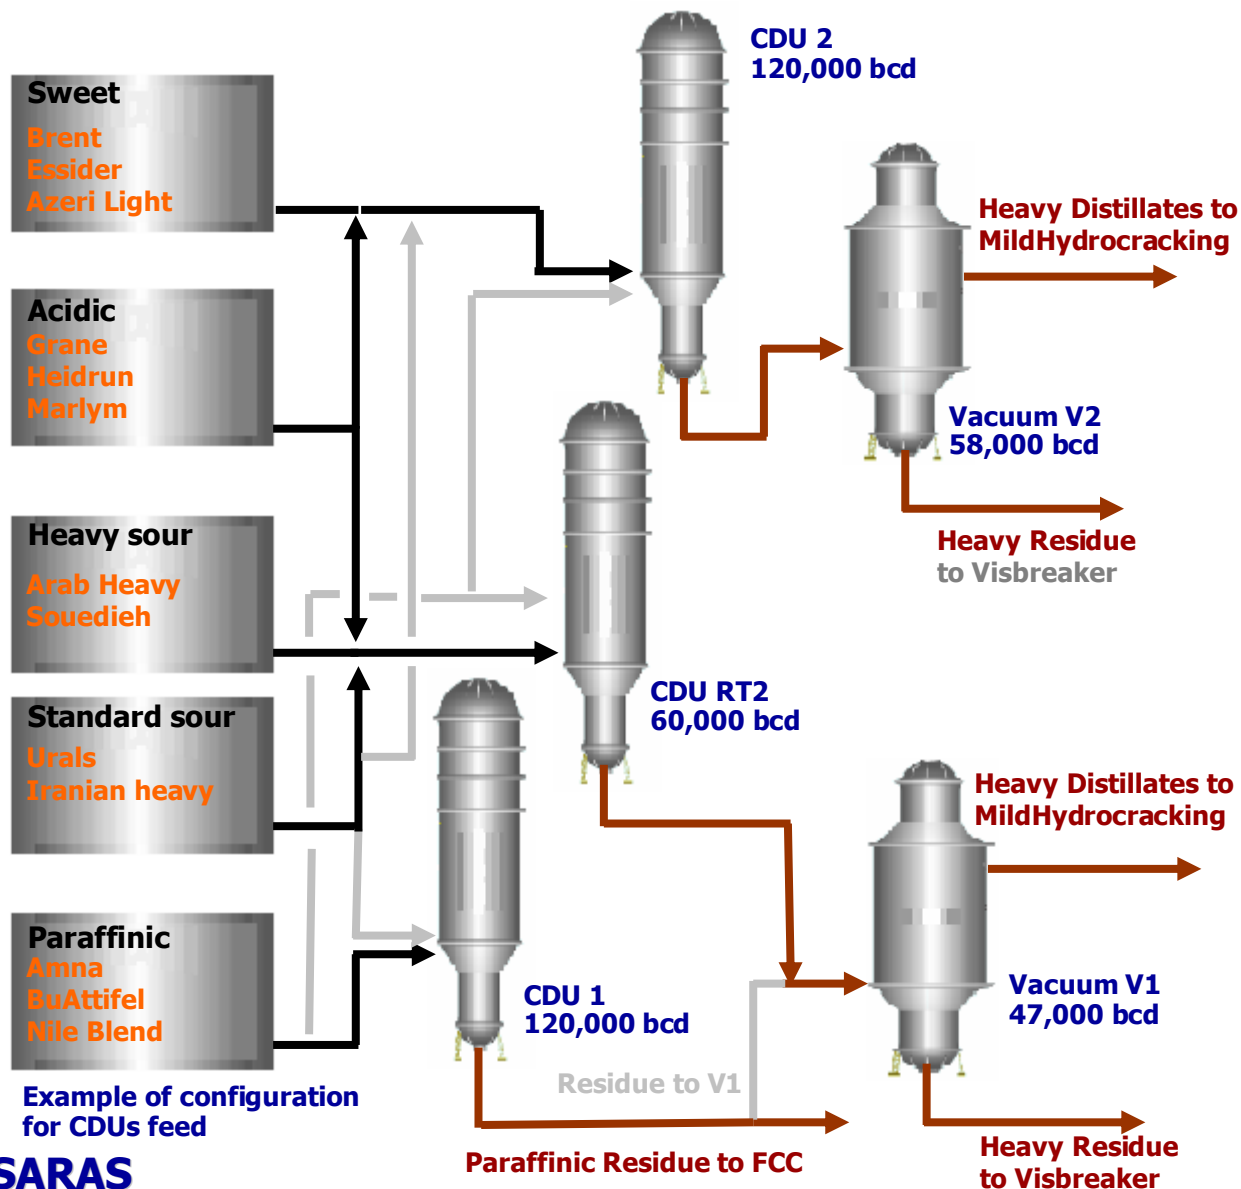 CDU 2
120,000 bcd
Sweet
Brent
Essider
Azeri Light
Heavy Distillates to
MildHydrocracking
Acidic
Grane
Heidrun
Marlym
Vacuum V2
58,000 bcd
Heavy Residue
to Visbreaker
Heavy sour
Arab Heavy
Souedieh
CDU RT2
60,000 bcd
Standard sour
Urals
Iranian heavy
Heavy Distillates to
MildHydrocracking
Paraffinic
Amna
BuAttifel
Nile Blend
CDU 1
120,000 bcd
Vacuum V1
47,000 bcd
Residue to V1
Example of configuration
for CDUs feed
Paraffinic Residue to FCC
Heavy Residue
to Visbreaker
SARAS